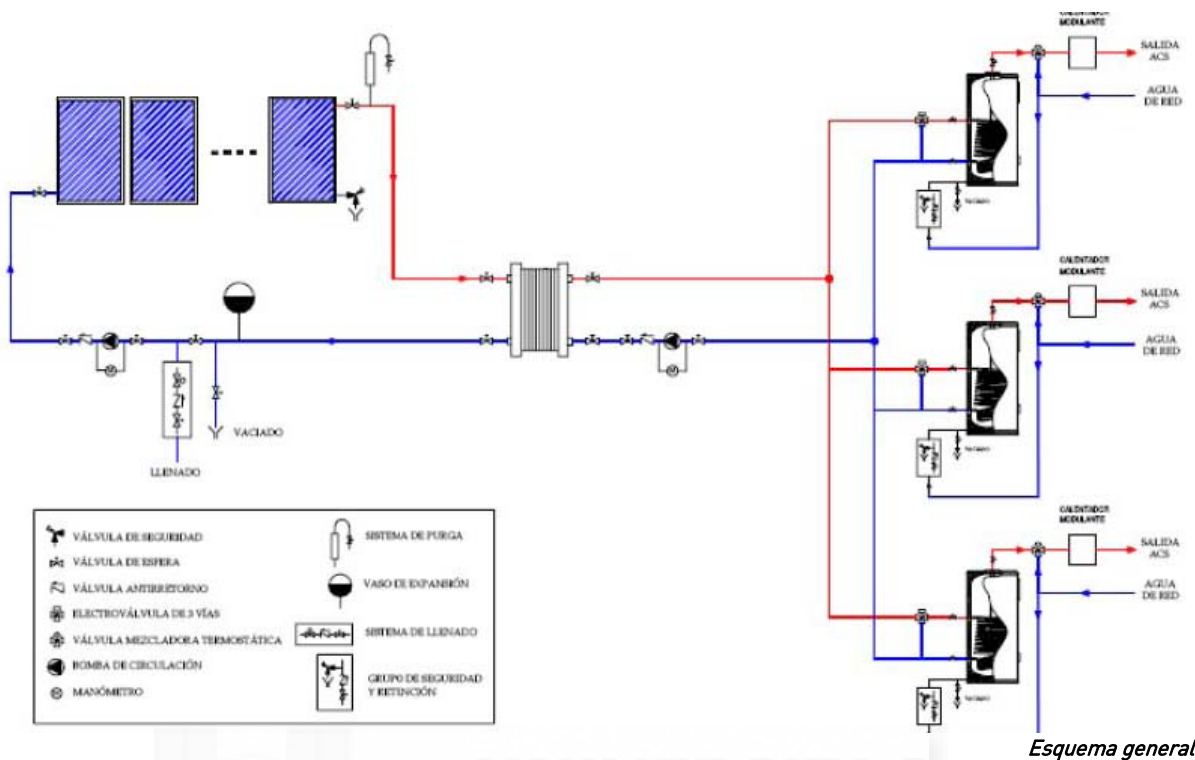 CALENTADOR
MODULANTE
SALIDA
ACS
AGUA
DE RED
VACIADO
CALENTADOR
MODULANTE
SALIDA
ACS
AGUA
DE RED
VACIADO
CALENTADOR
MODULANTE
SALIDA
ACS
AGUA
DE RED
VACIADO
M
M
VACIADO
LLENADO
VÁLVULA DE SEGURIDAD
VÁLVULA DE ESFERA
VÁLVULA ANTIRRETORNO
ELECTROVÁLVULA DE 3 VÍAS
VÁLVULA MEZCLADORA TERMOSTÁTICA
BOMBA DE CIRCULACIÓN
MANÓMETRO
SISTEMA DE PURGA
VASO DE EXPANSIÓN
SISTEMA DE LLENADO
GRUPO DE SEGURIDAD
Y RETENCIÓN
Esquema general